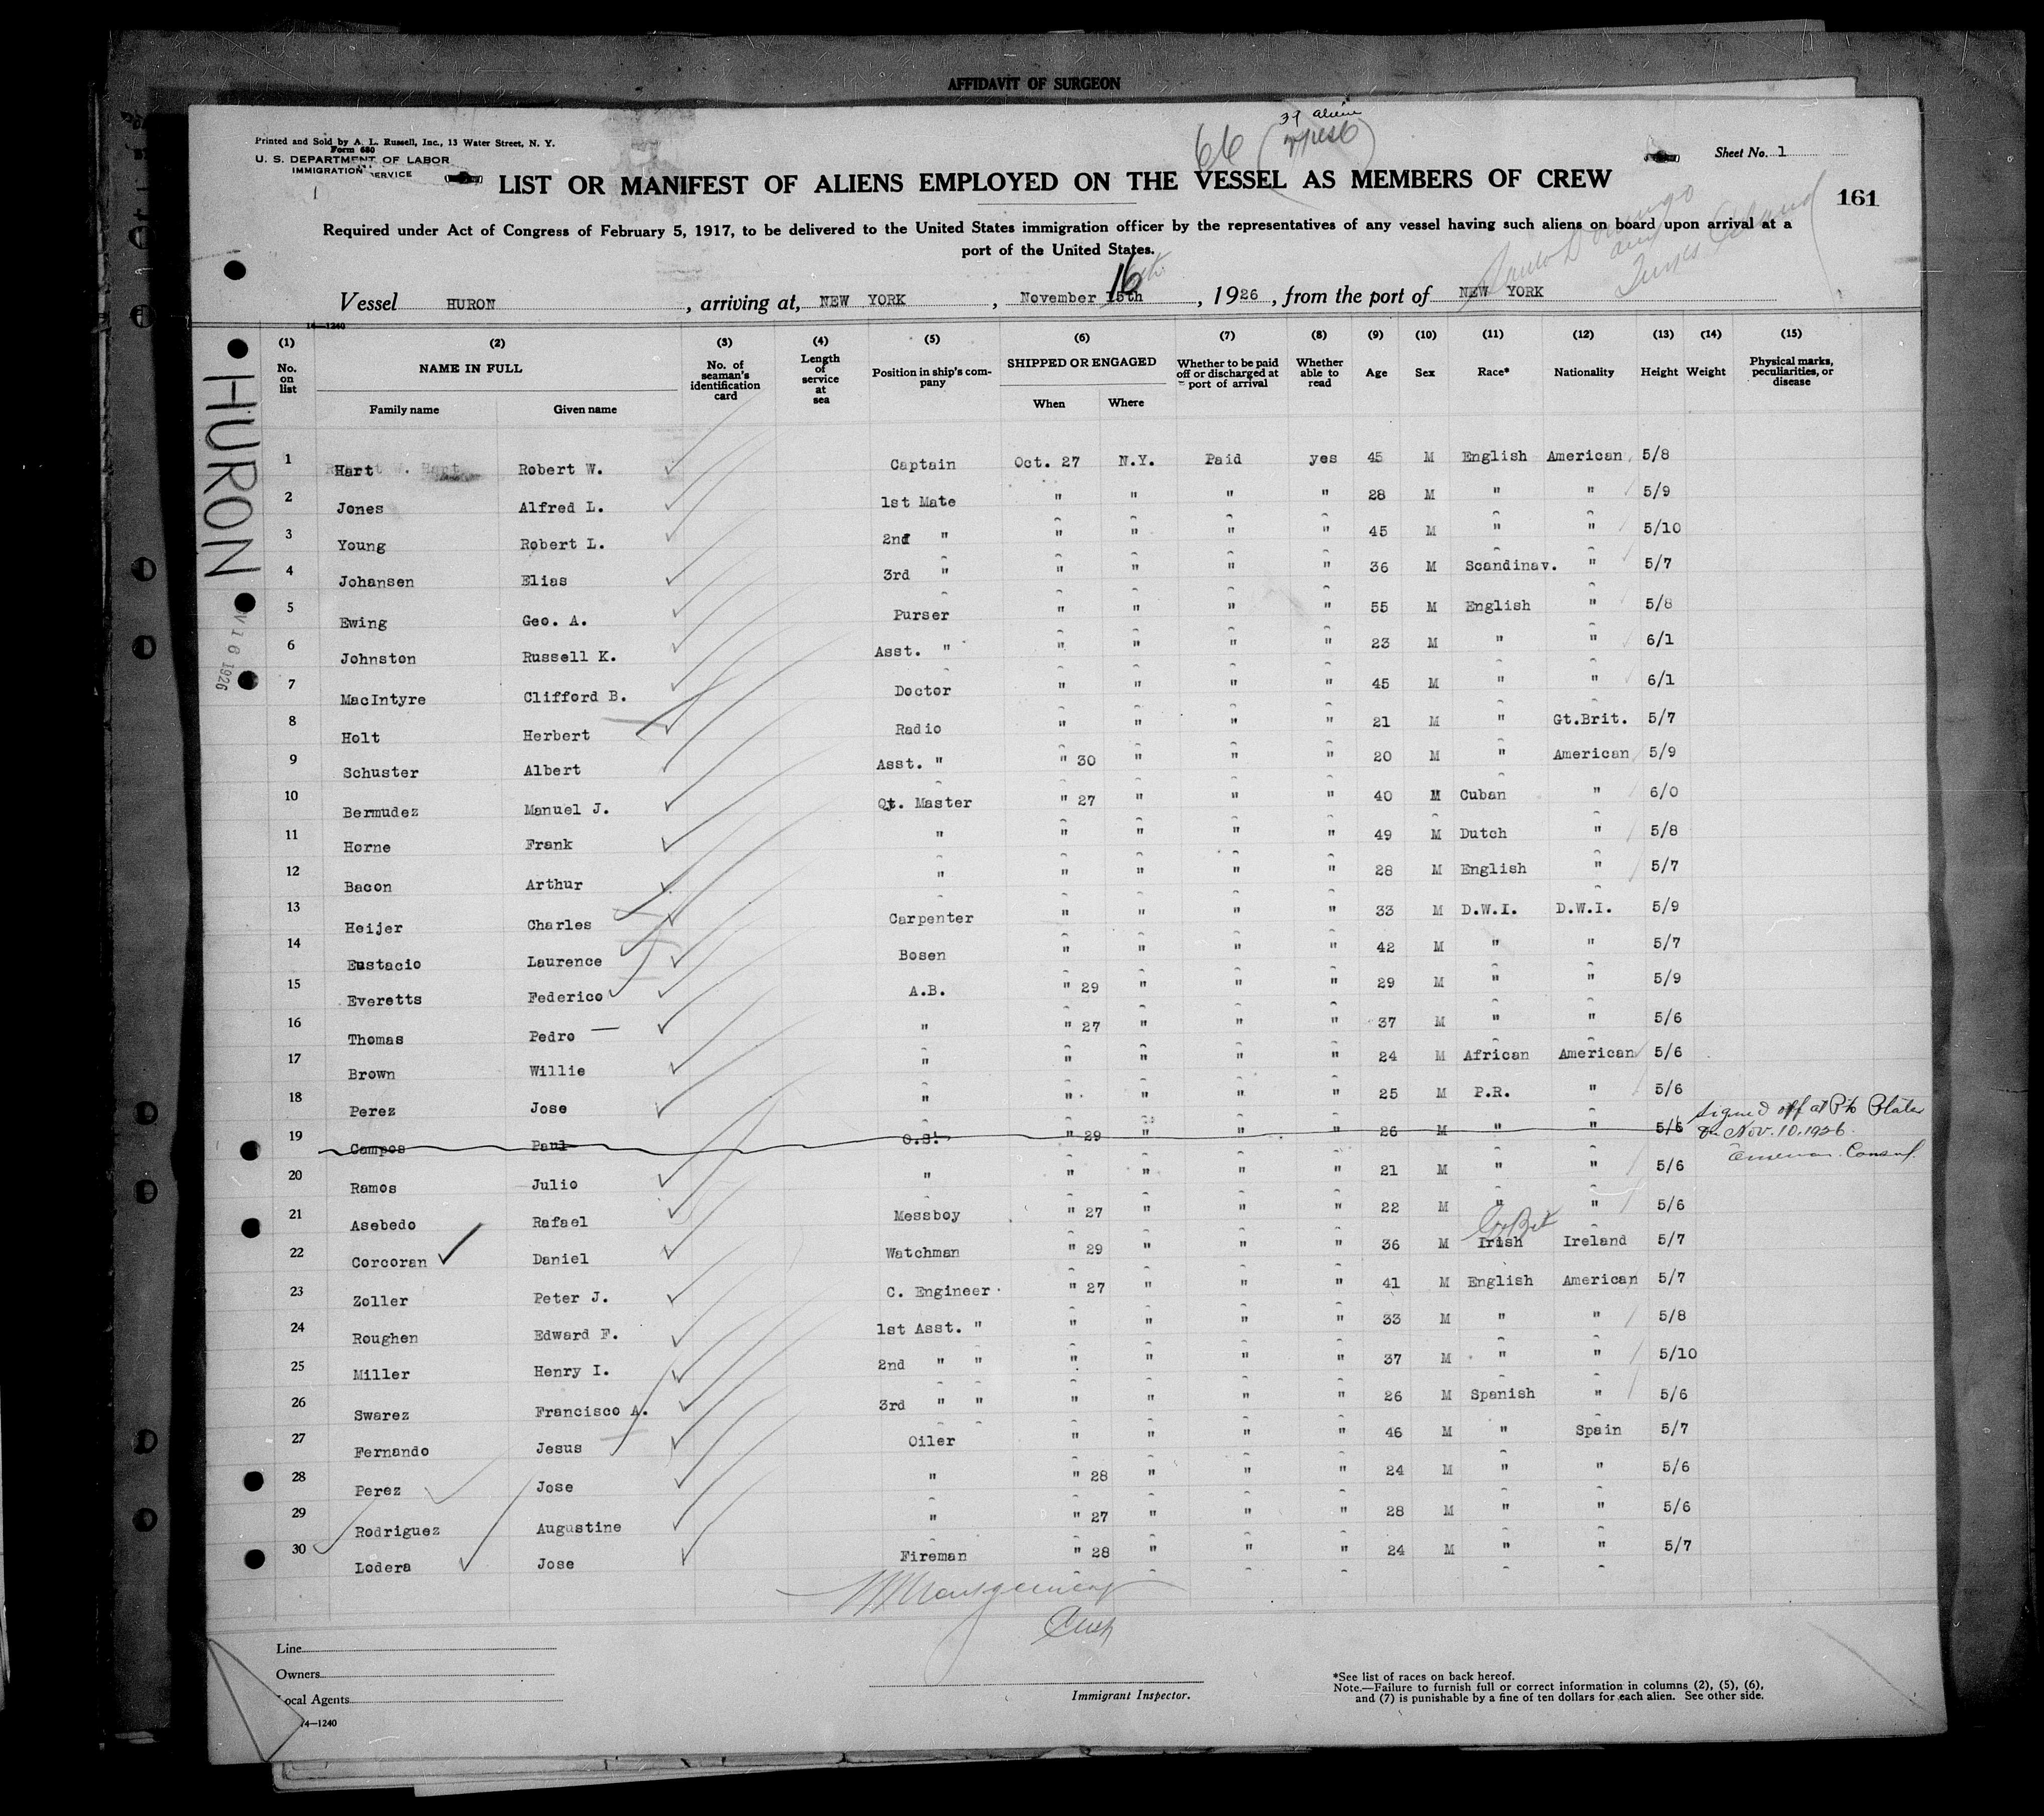 AFFIDAVIT OF SURGEON
Printed and Sold by A. L. Russell, Inc., 13 Water Street, N. Y.
Form 680
U. S. DEPARTMENT OF LABOR
IMMIGRATION SERVICE
1
66 (
39 alien
Sheet No. 1
161
LIST OR MANIFEST OF ALIENS EMPLOYED ON THE VESSEL AS MEMBERS OF CREW
Required under Act of Congress of February 5, 1917, to be delivered to the United States immigration officer by the representatives of any vessel having such aliens on board upon arrival at a
port of the United States.
Santo Domingo
and
Turks Island
16th
Vessel HURON, arriving at, NEW YORK, November 15th, 1926, from the port of NEW YORK
14—1240
HURON
V 16 1926
(1) (2) (3) (4) (5) (6) (7) (8) (9) (10) (11) (12) (13) (14) (15)
No. on list NAME IN FULL Family name Given name No. of seaman's identification card Length of service at sea Position in ship's company SHIPPED OR ENGAGED When Where Whether to be paid off or discharged at port of arrival Whether able to read Age Sex Race* Nationality Height Weight Physical marks, peculiarities, or disease
1 Hart Robert W. Captain Oct. 27 N.Y. Paid yes 45 M English American 5/8
2 Jones Alfred L. 1st Mate " " " " 28 M " " 5/9
3 Young Robert L. 2nd " " " " " 45 M " " 5/10
4 Johansen Elias 3rd " " " " " 36 M Scandinav. " 5/7
5 Ewing Geo. A. Purser " " " " 55 M English " 5/8
6 Johnston Russell K. Asst. " " " " " 23 M " " 6/1
7 MacIntyre Clifford B. Doctor " " " " 45 M " " 6/1
8 Holt Herbert Radio " " " " 21 M " Gt.Brit. 5/7
9 Schuster Albert Asst. " " 30 " " " 20 M " American 5/9
10 Bermudez Manuel J. Qt. Master " 27 " " " 40 M Cuban " 6/0
11 Horne Frank " " " " " 49 M Dutch " 5/8
12 Bacon Arthur " " " " " 28 M English " 5/7
13 Heijer Charles Carpenter " " " " 33 M D.W.I. D.W.I. 5/9
14 Eustacio Laurence Bosen " " " " 42 M " " 5/7
15 Everetts Federico A.B. " 29 " " " 29 M " " 5/9
16 Thomas Pedro — " " 27 " " " 37 M " " 5/6
17 Brown Willie " " " " " 24 M African American 5/6
18 Perez Jose " " " " " 25 M P.R. " 5/6
19 Campos Paul O.S. " 29 " " " 26 M " " 5/6 Signed off at Pto Plata
on Nov. 10, 1926.
American Consul.
20 Ramos Julio " " " " " 21 M " " 5/6
21 Asebedo Rafael Messboy " 27 " " " 22 M " " 5/6
Gr Brt
22 Corcoran Daniel Watchman " 29 " " " 36 M Irish Ireland 5/7
23 Zoller Peter J. C. Engineer " 27 " " " 41 M English American 5/7
24 Roughen Edward F. 1st Asst. " " " " " 33 M " " 5/8
25 Miller Henry I. 2nd " " " " " " 37 M " " 5/10
26 Swarez Francisco A. 3rd " " " " " " 26 M Spanish " 5/6
27 Fernando Jesus Oiler " " " " 46 M " Spain 5/7
28 Perez Jose " " 28 " " " 24 M " " 5/6
29 Rodriguez Augustine " " 27 " " " 28 M " " 5/6
30 Lodera Jose Fireman " 28 " " " 24 M " " 5/7
Montgomery
Line
Owners
Local Agents
14—1240
Immigrant Inspector.
*See list of races on back hereof.
Note.—Failure to furnish full or correct information in columns (2), (5), (6),
and (7) is punishable by a fine of ten dollars for each alien. See other side.